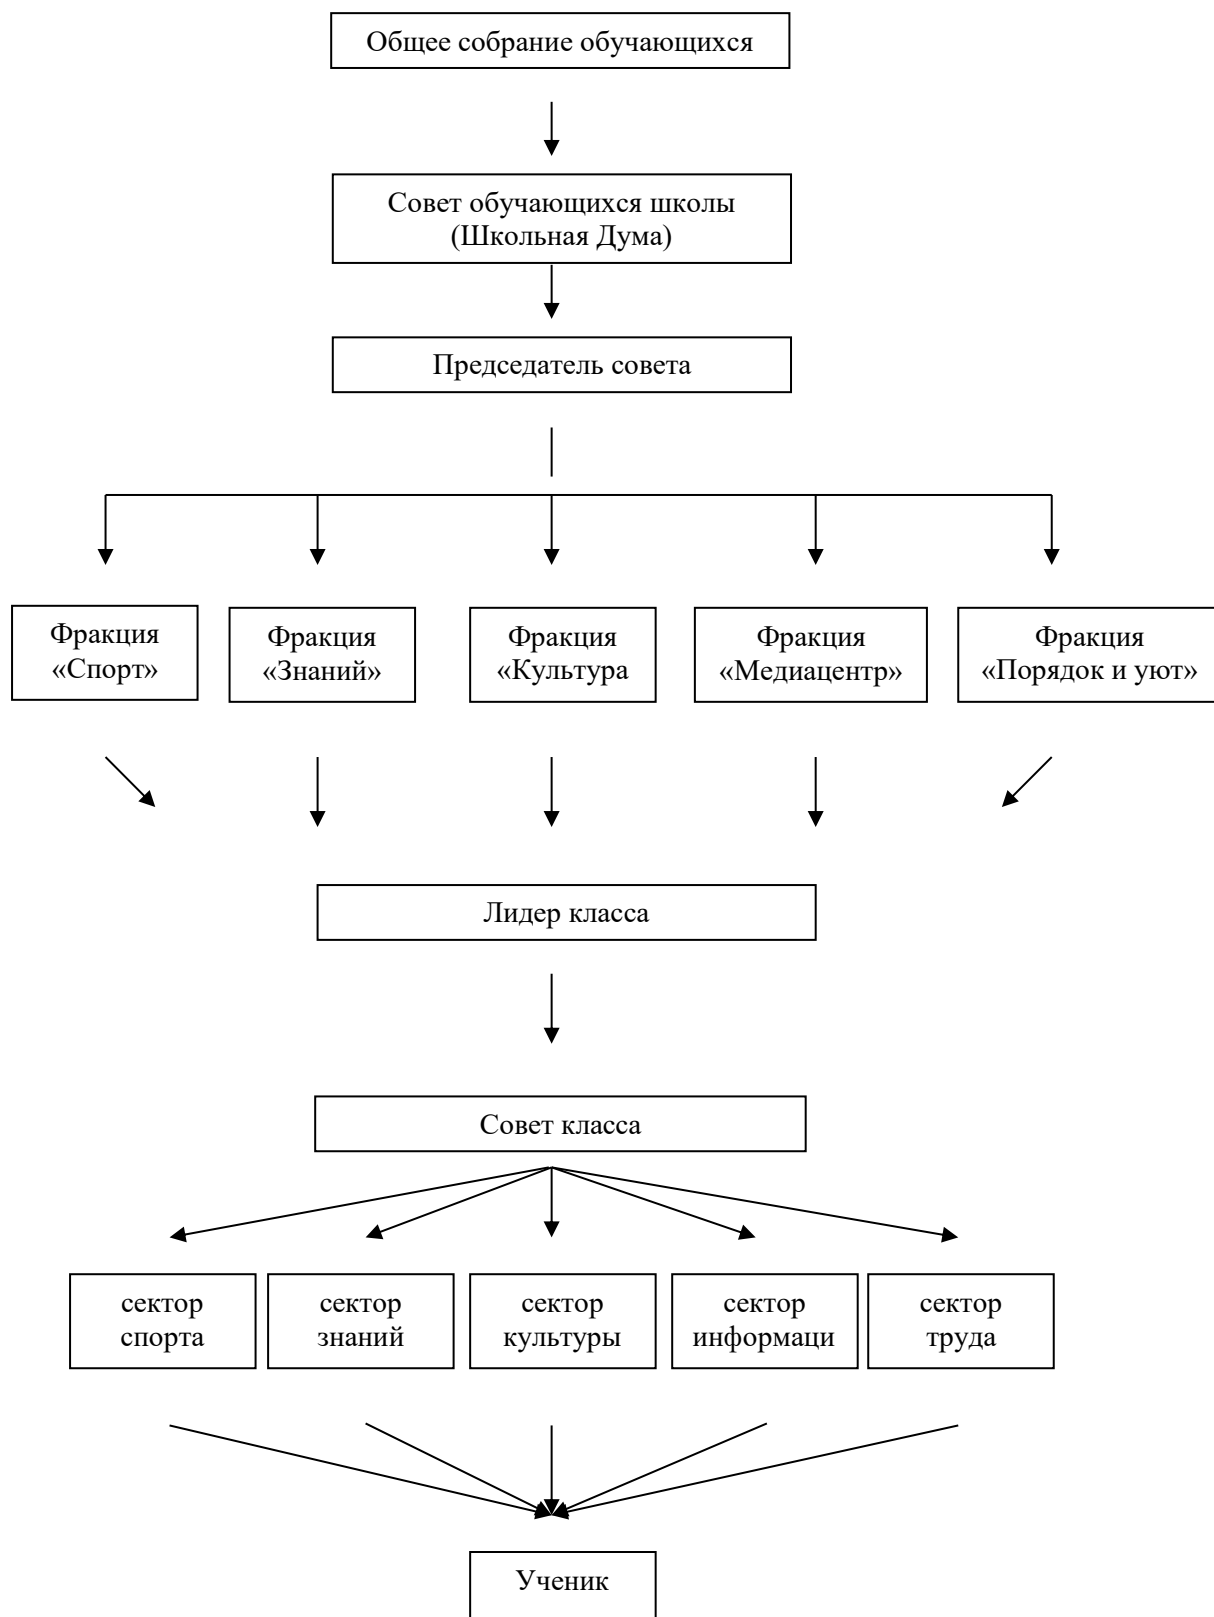 Общее собрание обучающихся
Совет обучающихся школы
(Школьная Дума)
Председатель совета
Фракция
«Спорт»
Фракция
«Знаний»
Фракция
«Культура
Фракция
«Медиацентр»
Фракция
«Порядок и уют»
Лидер класса
Совет класса
сектор
спорта
сектор
знаний
сектор
культуры
сектор
информаци
сектор
труда
Ученик